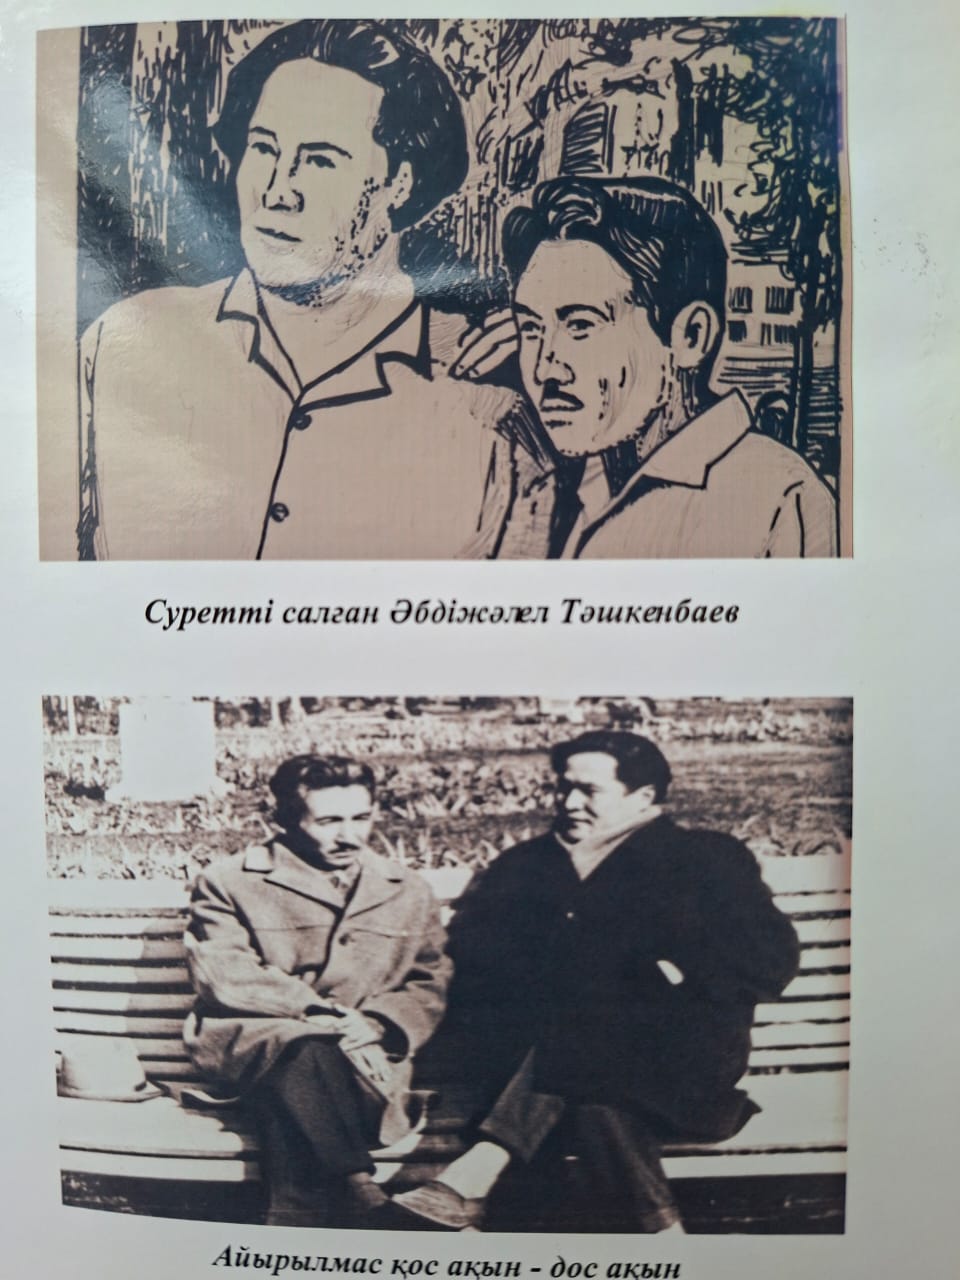 Суретті салған Әбдіжәлел Тәшкенбаев
Айырылмас қос ақын - дос ақын